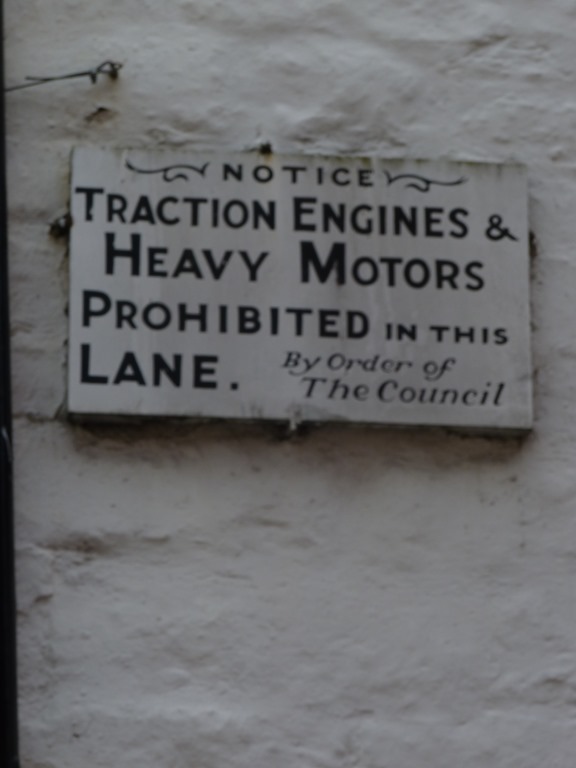 NOTICE
TRACTION ENGINES &
HEAVY MOTORS
PROHIBITED IN THIS
LANE. By Order of
The Council